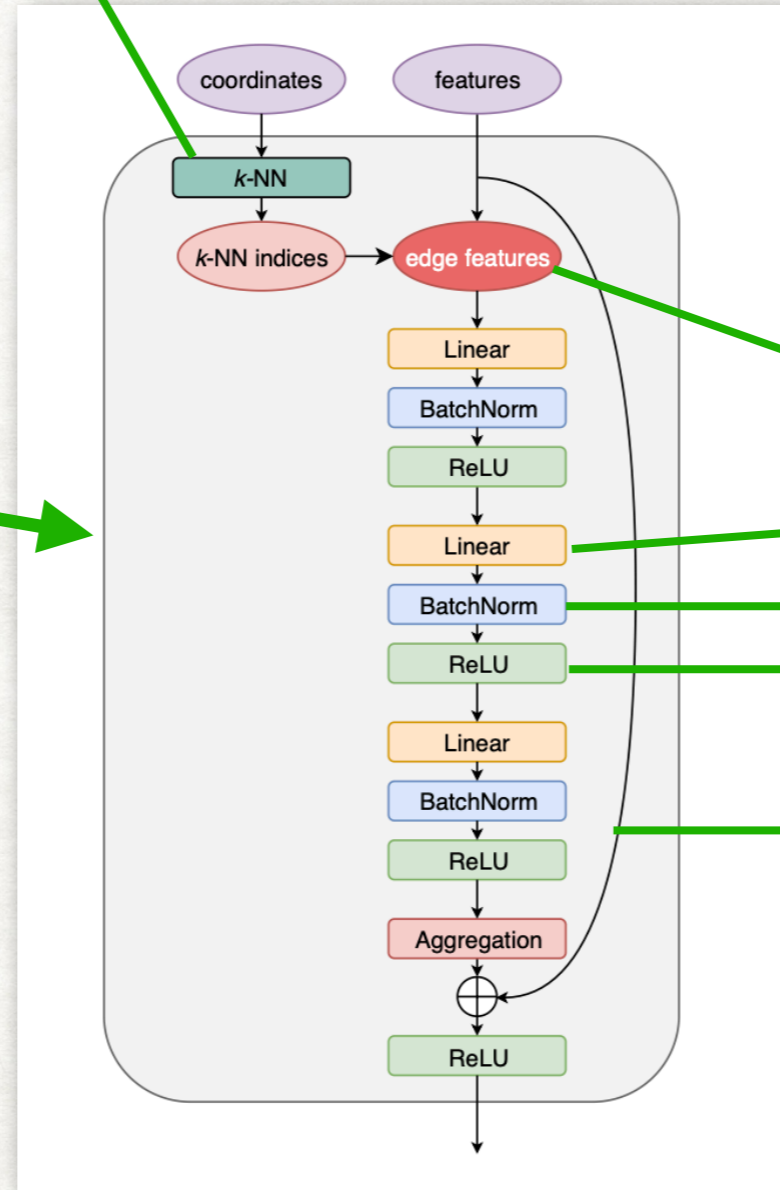 coordinates
features
k-NN
k-NN indices
edge features
Linear
BatchNorm
ReLU
Linear
BatchNorm
ReLU
Linear
BatchNorm
ReLU
Aggregation
ReLU